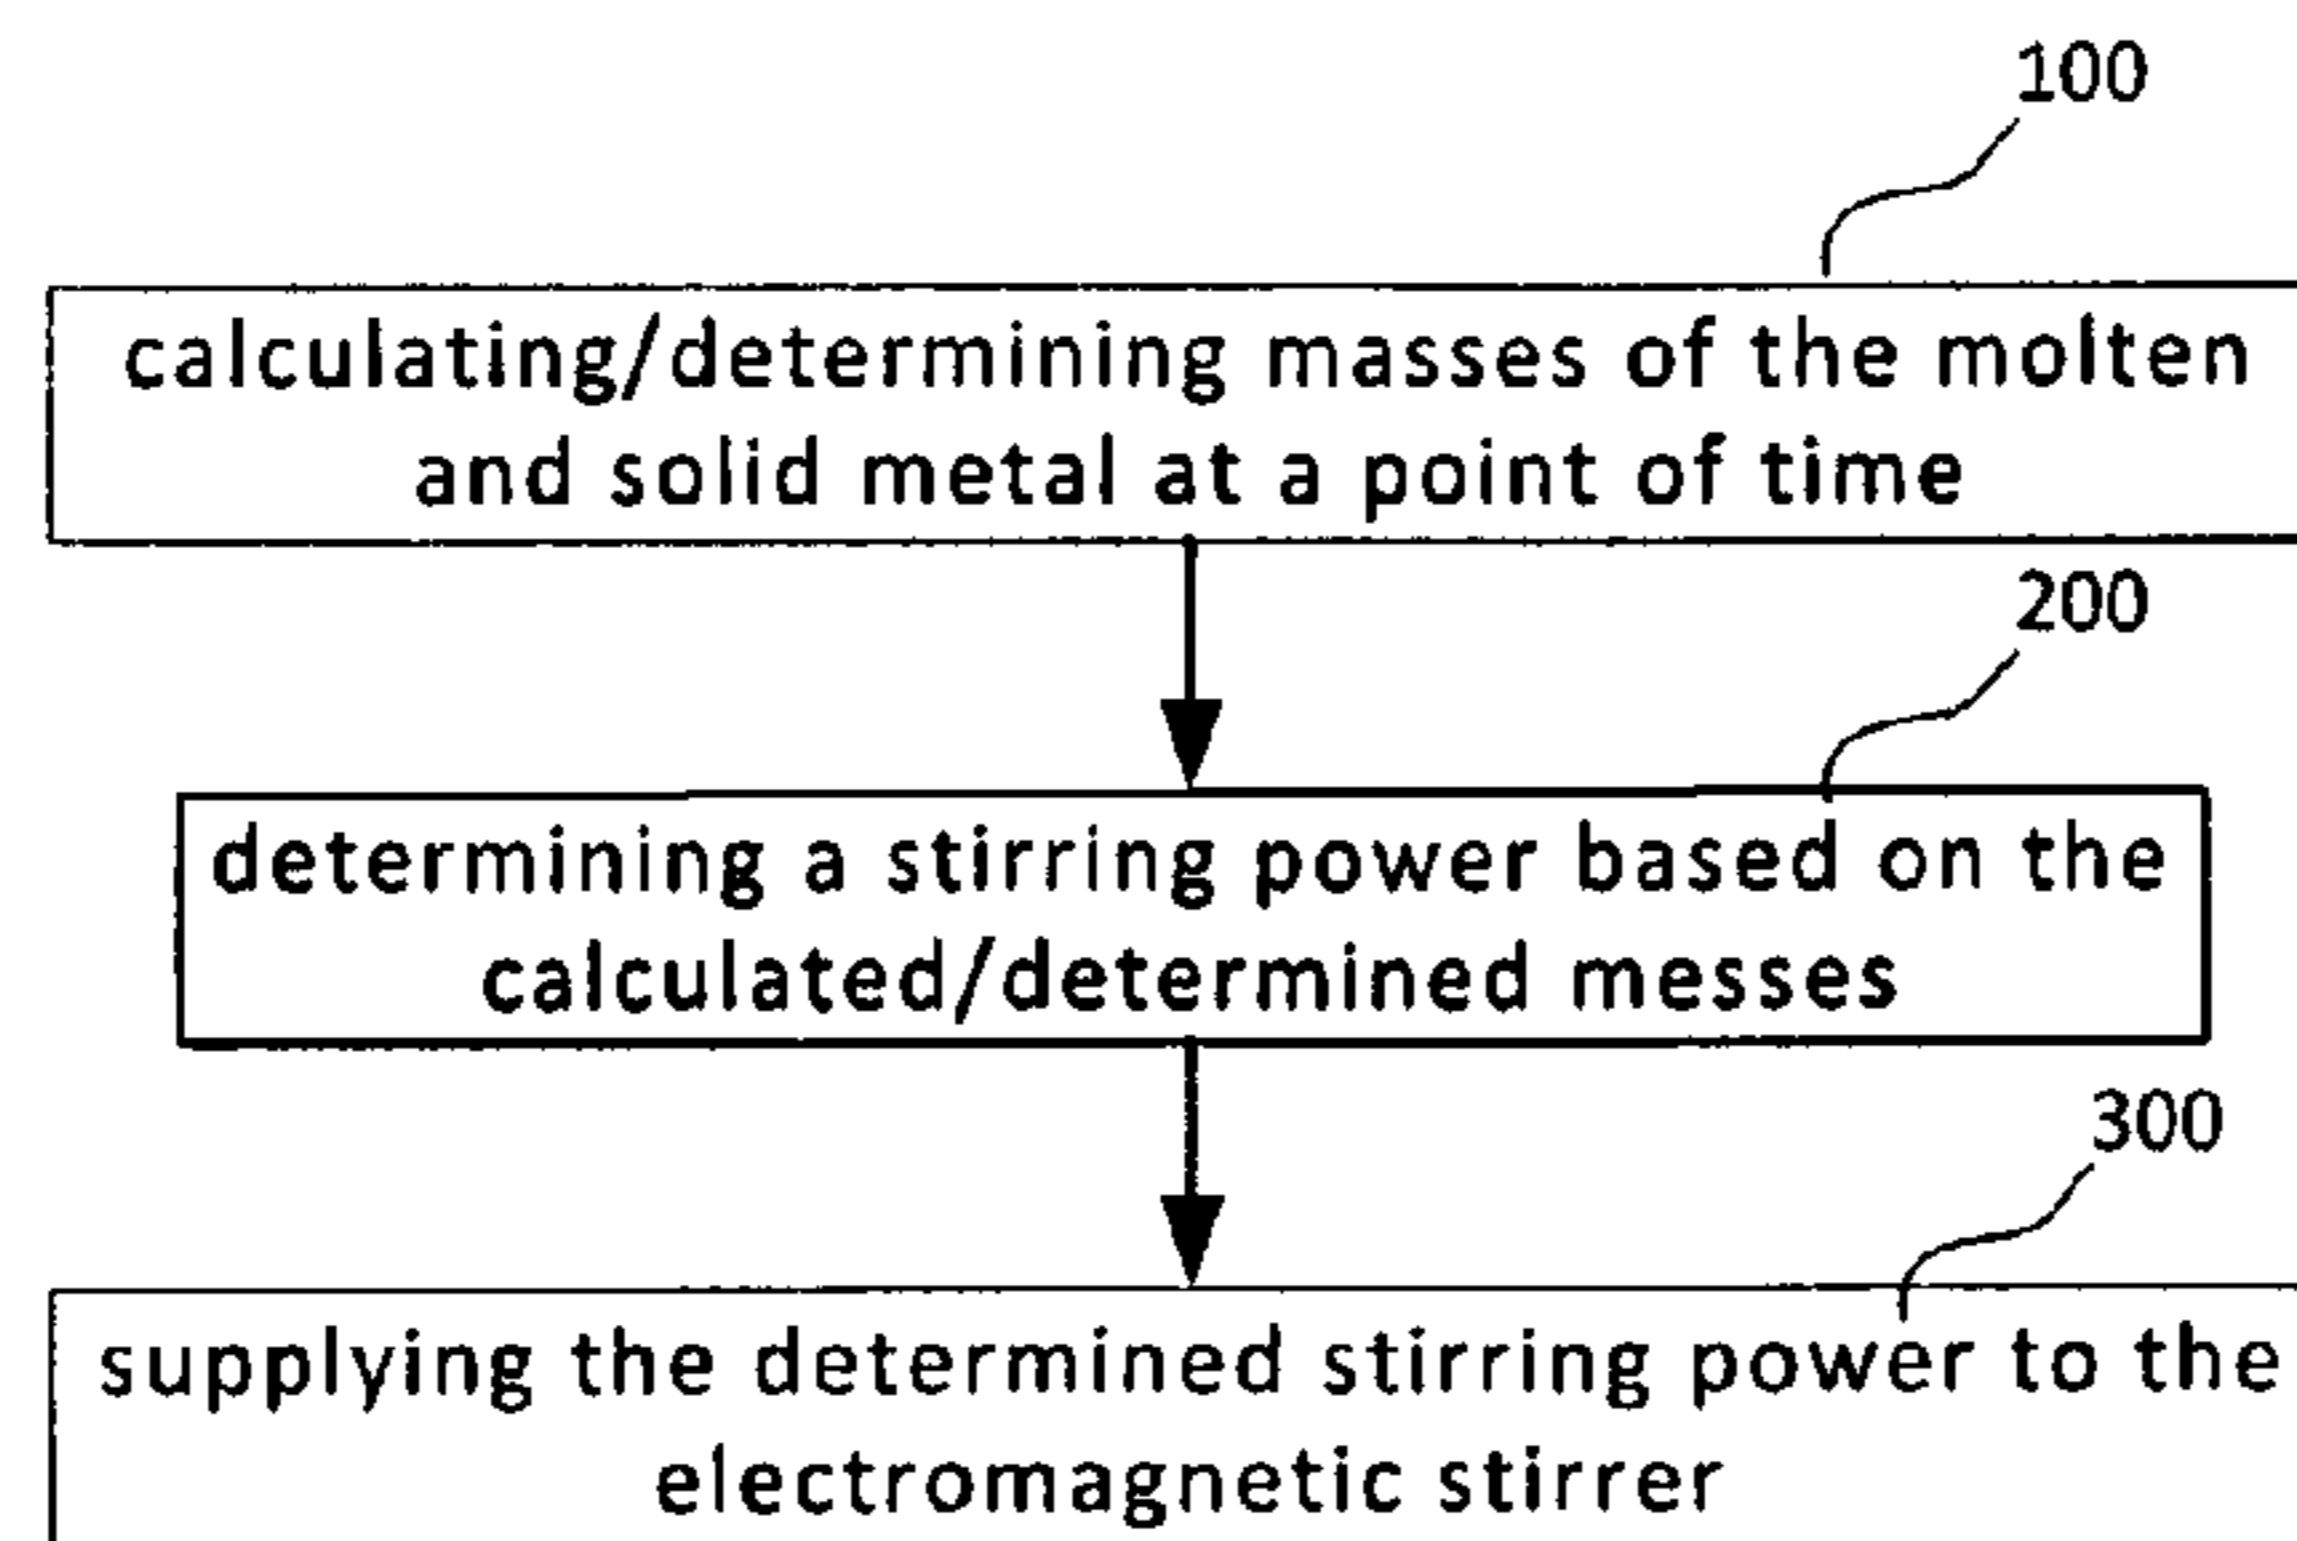 100
calculating/determining masses of the molten
and solid metal at a point of time
200
determining a stirring power based on the
calculated/determined messes
300
supplying the determined stirring power to the
electromagnetic stirrer